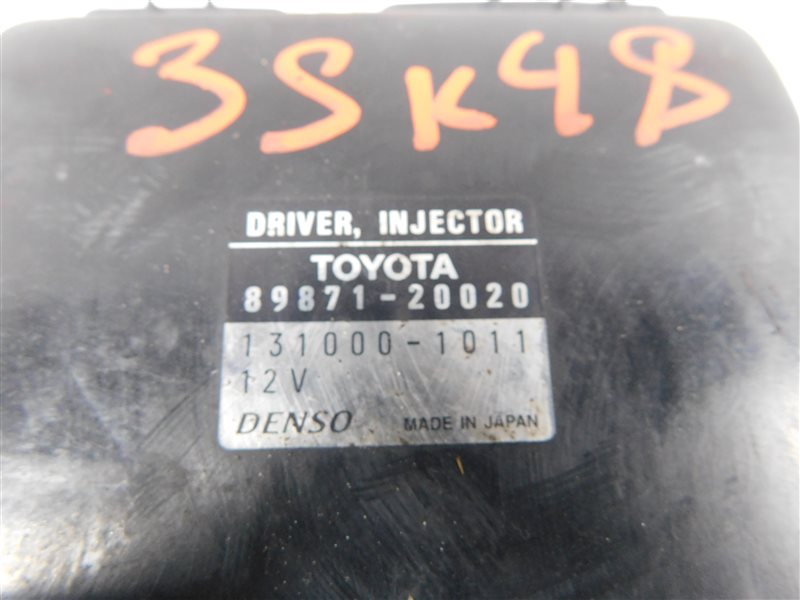 3SK48
DRIVER, INJECTOR
TOYOTA
89871-20020
131000-1011
12V
DENSO MADE IN JAPAN